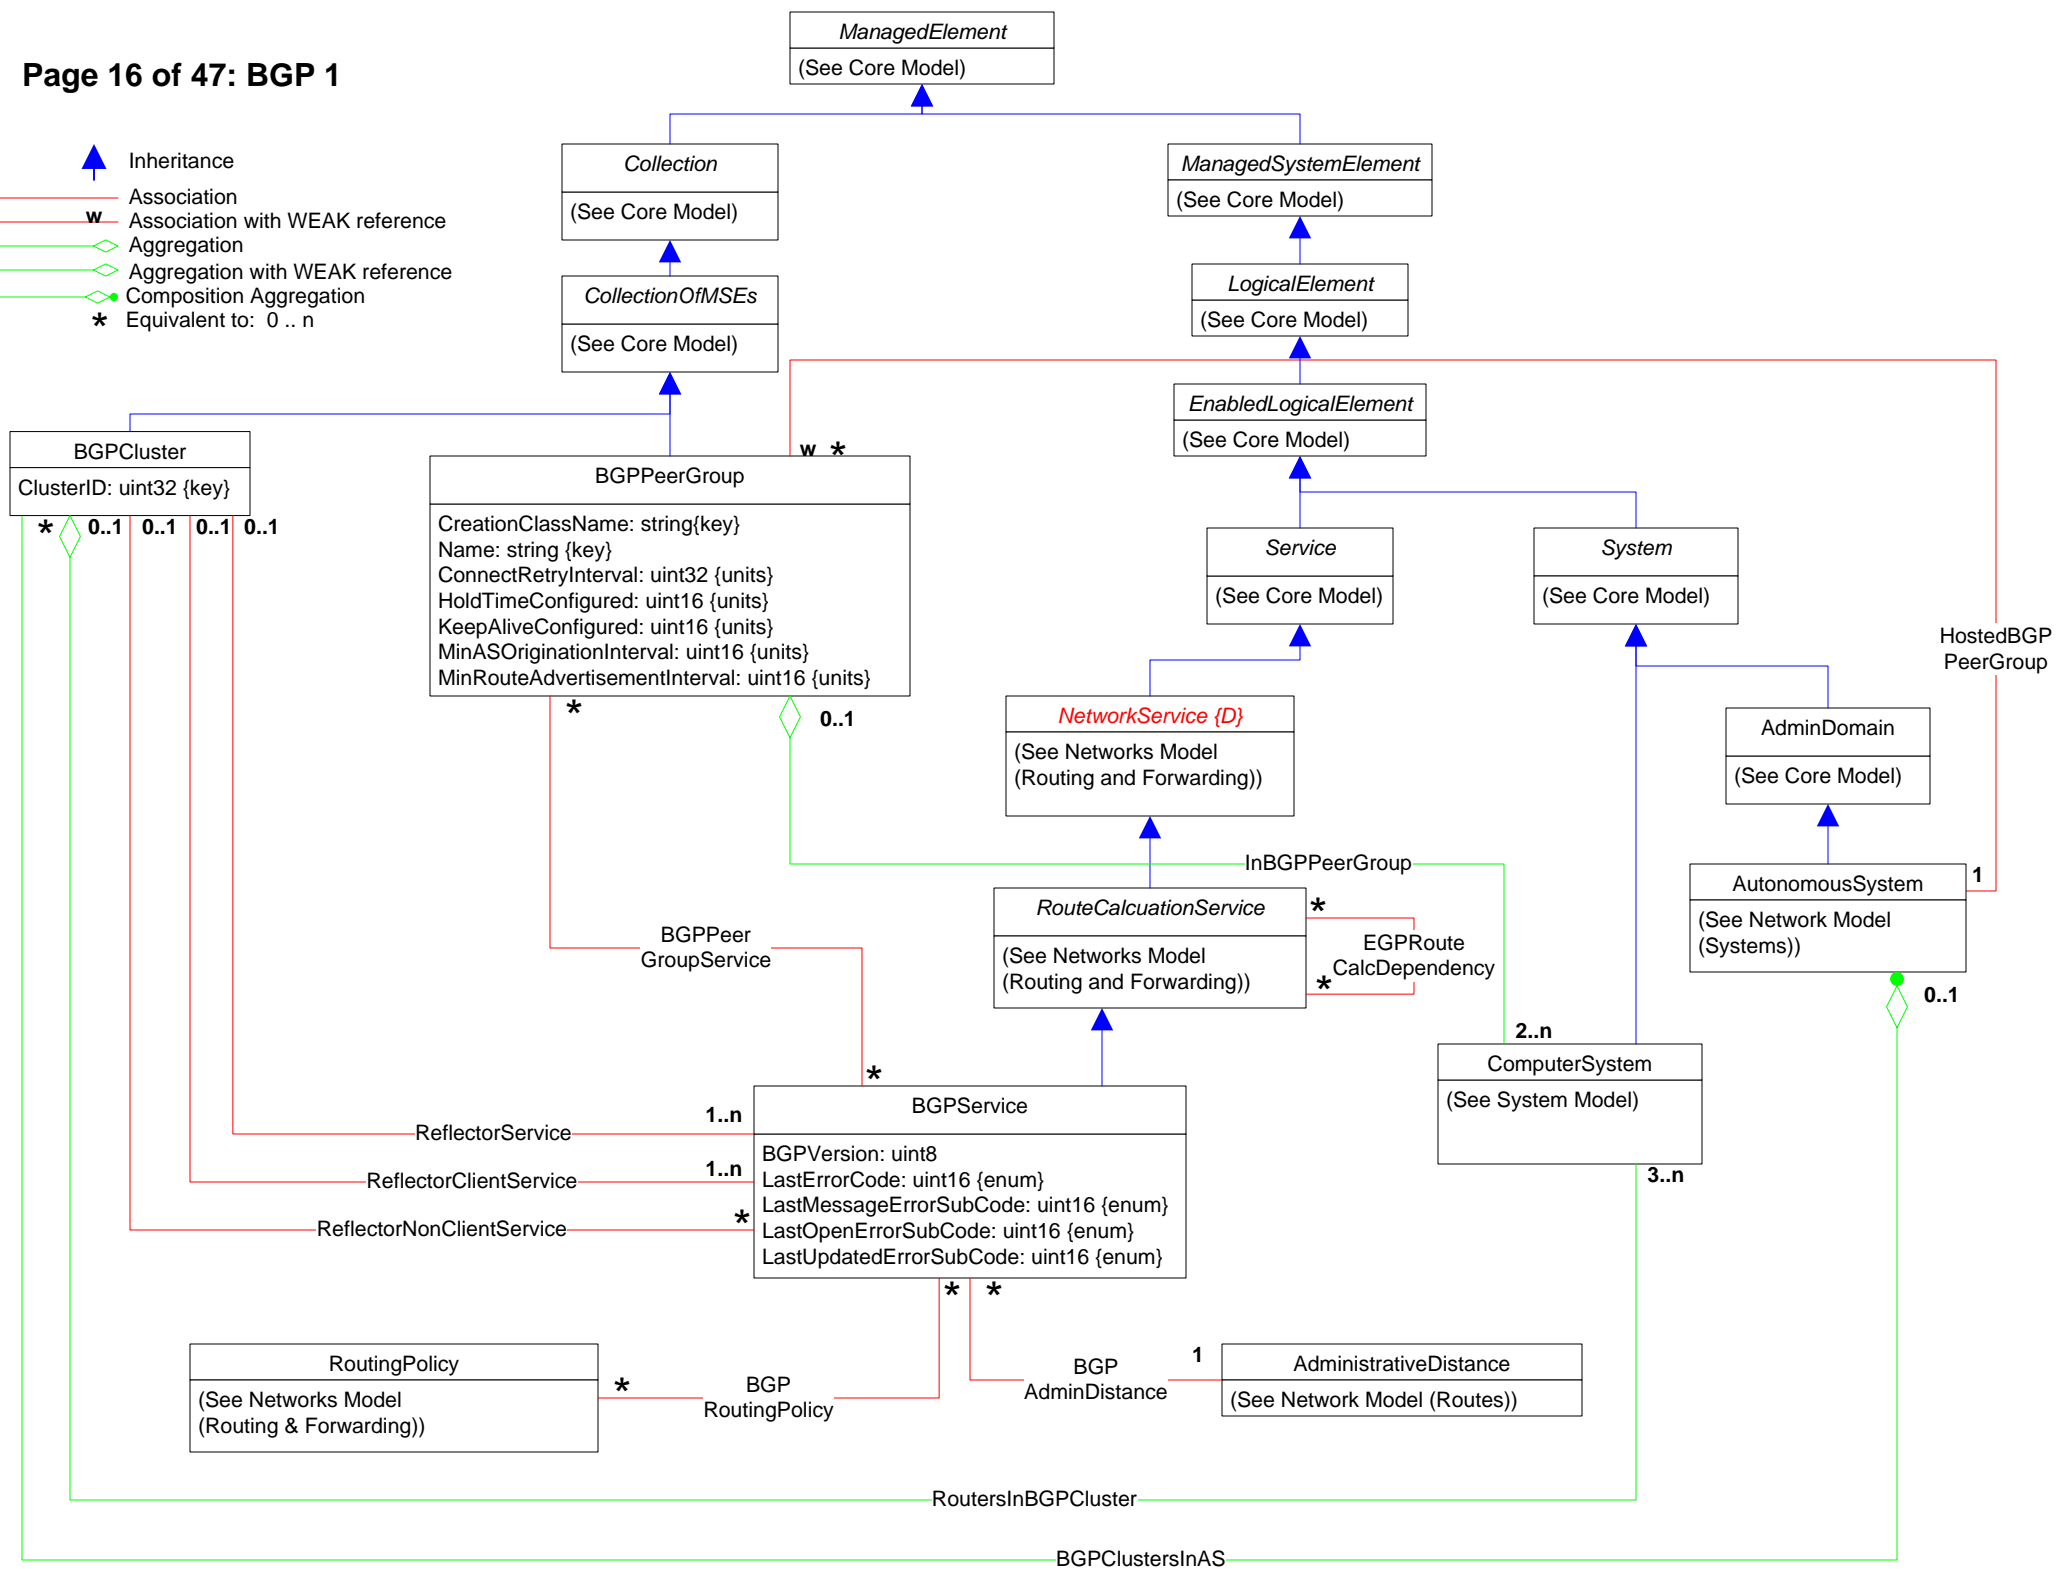 Page 16 of 47: BGP 1
Inheritance
Association
w
Association with WEAK reference
Aggregation
Aggregation with WEAK reference
Composition Aggregation
* Equivalent to: 0 .. n
ManagedElement
(See Core Model)
Collection
(See Core Model)
ManagedSystemElement
(See Core Model)
CollectionOfMSEs
(See Core Model)
LogicalElement
(See Core Model)
EnabledLogicalElement
(See Core Model)
BGPCluster
ClusterID: uint32 {key}
* 0..1 0..1 0..1 0..1
w *
BGPPeerGroup
CreationClassName: string{key}
Name: string {key}
ConnectRetryInterval: uint32 {units}
HoldTimeConfigured: uint16 {units}
KeepAliveConfigured: uint16 {units}
MinASOriginationInterval: uint16 {units}
MinRouteAdvertisementInterval: uint16 {units}
*
0..1
Service
(See Core Model)
System
(See Core Model)
HostedBGP
PeerGroup
NetworkService {D}
(See Networks Model
(Routing and Forwarding))
AdminDomain
(See Core Model)
InBGPPeerGroup
RouteCalcuationService
(See Networks Model
(Routing and Forwarding))
*
EGPRoute
CalcDependency
*
AutonomousSystem
(See Network Model
(Systems))
1
0..1
BGPPeer
GroupService
*
2..n
ComputerSystem
(See System Model)
3..n
BGPService
BGPVersion: uint8
LastErrorCode: uint16 {enum}
LastMessageErrorSubCode: uint16 {enum}
LastOpenErrorSubCode: uint16 {enum}
LastUpdatedErrorSubCode: uint16 {enum}
ReflectorService
1..n
ReflectorClientService
1..n
ReflectorNonClientService
*
* *
RoutingPolicy
(See Networks Model
(Routing & Forwarding))
*
BGP
RoutingPolicy
BGP
AdminDistance
1
AdministrativeDistance
(See Network Model (Routes))
RoutersInBGPCluster
BGPClustersInAS